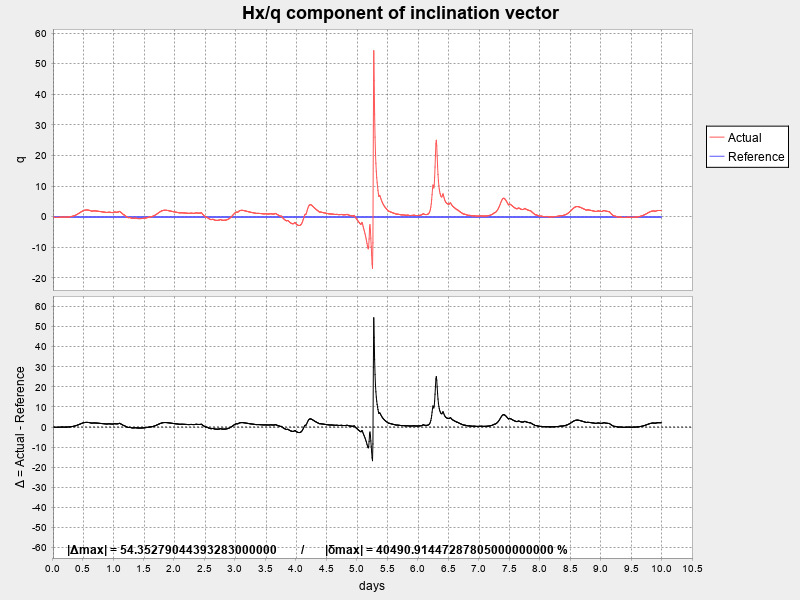 Hx/q component of inclination vector
60
50
40
30
20
10
0
-10
-20
q
Actual
Reference
60
50
40
30
20
10
0
-10
-20
-30
-40
-50
-60
Δ = Actual - Reference
|Δmax| = 54.35279044393283000000 / |δmax| = 40490.91447287805000000000 %
0.0 0.5 1.0 1.5 2.0 2.5 3.0 3.5 4.0 4.5 5.0 5.5 6.0 6.5 7.0 7.5 8.0 8.5 9.0 9.5 10.0 10.5
days